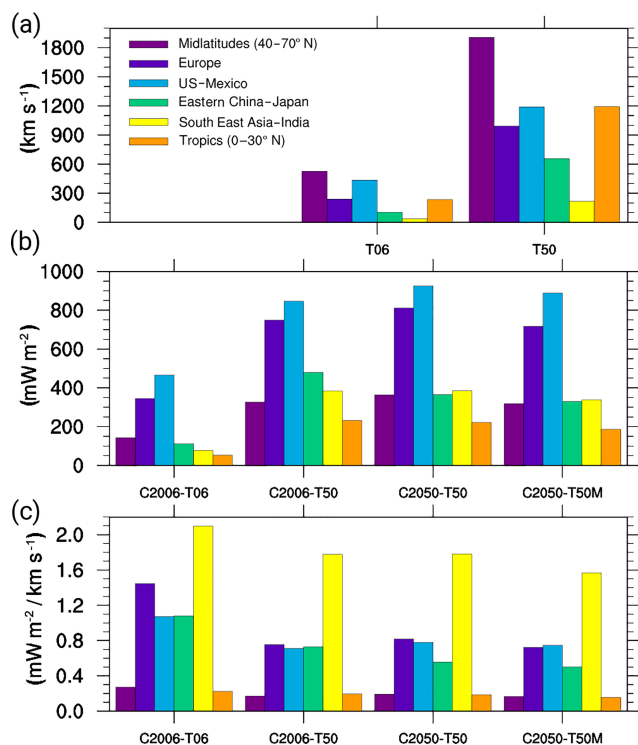 (a)
1800
1500
1200
900
600
300
0
(km s⁻¹)
Midlatitudes (40–70° N)
Europe
US–Mexico
Eastern China–Japan
South East Asia–India
Tropics (0–30° N)
T06 T50
(b)
1000
800
600
400
200
0
(mW m⁻²)
C2006-T06 C2006-T50 C2050-T50 C2050-T50M
(c)
2.0
1.6
1.2
0.8
0.4
0.0
(mW m⁻² / km s⁻¹)
C2006-T06 C2006-T50 C2050-T50 C2050-T50M